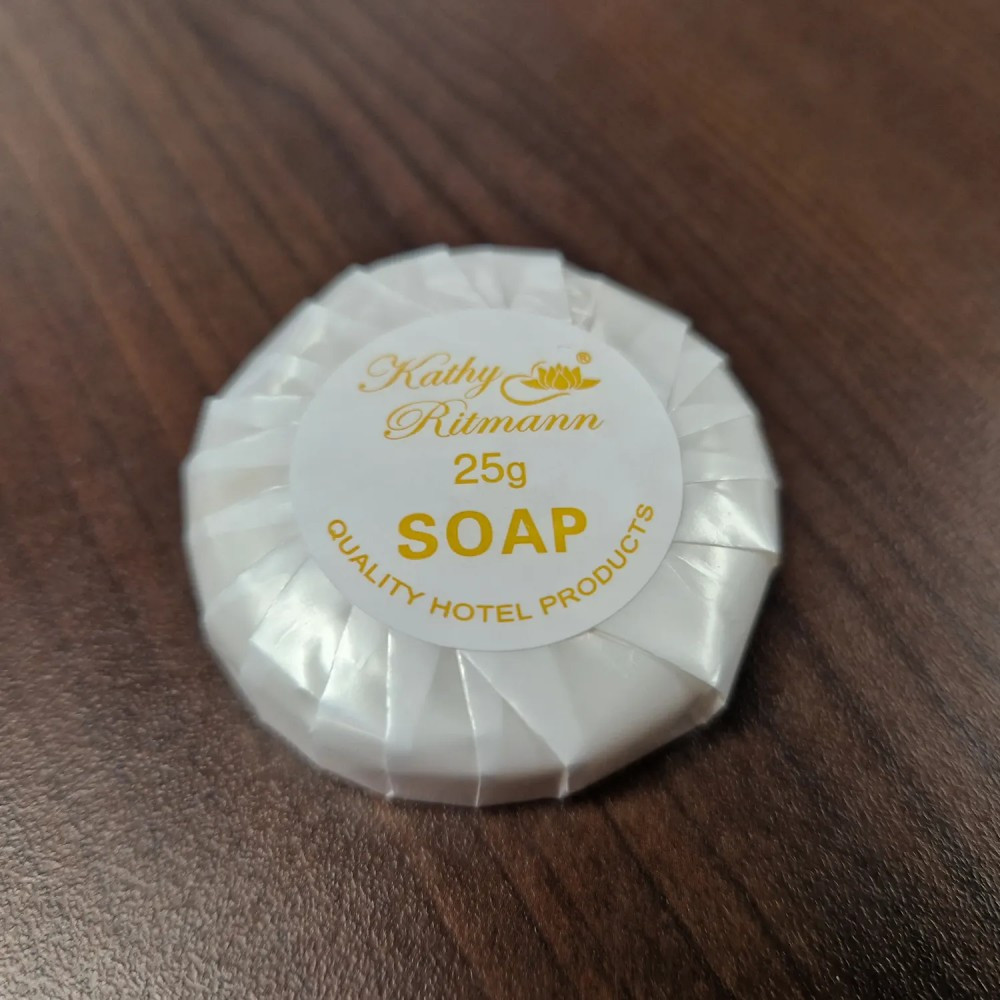 Kathy ®
Ritmann
25g
SOAP
QUALITY HOTEL PRODUCTS